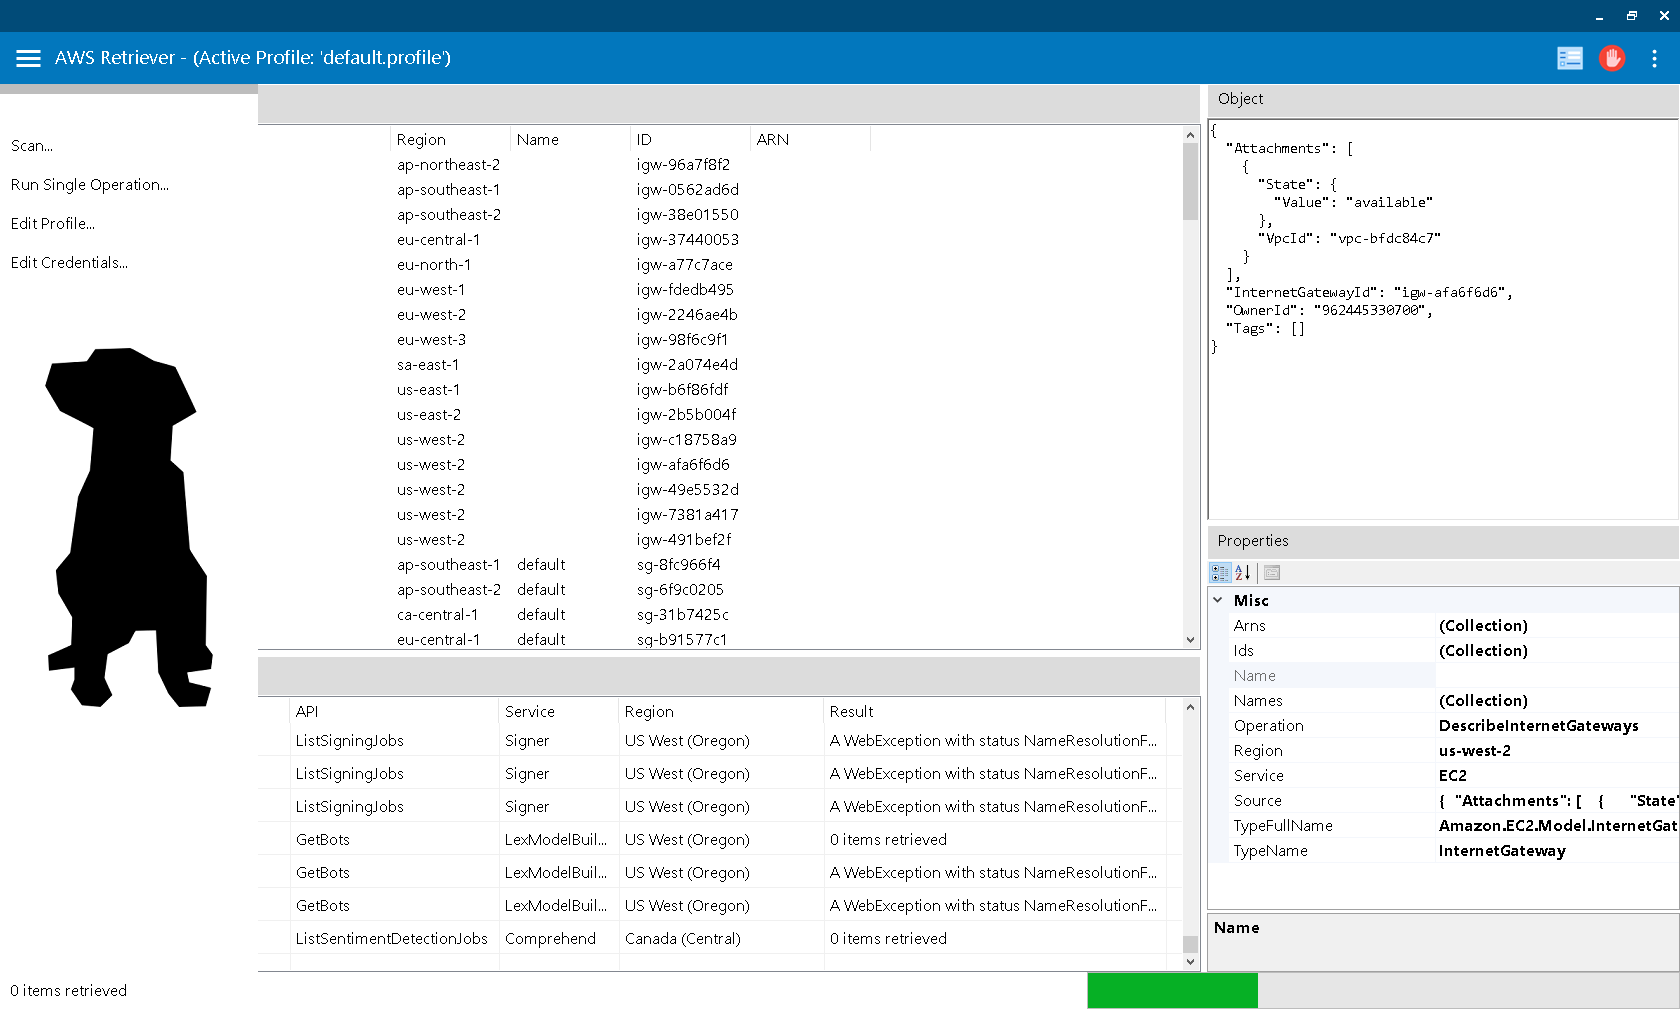 AWS Retriever - (Active Profile: 'default.profile')
Scan...
Run Single Operation...
Edit Profile...
Edit Credentials...
Region Name ID ARN
ap-northeast-2 igw-96a7f8f2
ap-southeast-1 igw-0562ad6d
ap-southeast-2 igw-38e01550
eu-central-1 igw-37440053
eu-north-1 igw-a77c7ace
eu-west-1 igw-fdedb495
eu-west-2 igw-2246ae4b
eu-west-3 igw-98f6c9f1
sa-east-1 igw-2a074e4d
us-east-1 igw-b6f86fdf
us-east-2 igw-2b5b004f
us-west-2 igw-c18758a9
us-west-2 igw-afa6f6d6
us-west-2 igw-49e5532d
us-west-2 igw-7381a417
us-west-2 igw-491bef2f
ap-southeast-1 default sg-8fc966f4
ap-southeast-2 default sg-6f9c0205
ca-central-1 default sg-31b7425c
eu-central-1 default sg-b91577c1
API Service Region Result
ListSigningJobs Signer US West (Oregon) A WebException with status NameResolutionF...
ListSigningJobs Signer US West (Oregon) A WebException with status NameResolutionF...
ListSigningJobs Signer US West (Oregon) A WebException with status NameResolutionF...
GetBots LexModelBuil... US West (Oregon) 0 items retrieved
GetBots LexModelBuil... US West (Oregon) A WebException with status NameResolutionF...
GetBots LexModelBuil... US West (Oregon) A WebException with status NameResolutionF...
ListSentimentDetectionJobs Comprehend Canada (Central) 0 items retrieved
Object
{
"Attachments": [
{
"State": {
"Value": "available"
},
"VpcId": "vpc-bfdc84c7"
}
],
"InternetGatewayId": "igw-afa6f6d6",
"OwnerId": "962445330700",
"Tags": []
}
Properties
Misc
Arns (Collection)
Ids (Collection)
Name
Names (Collection)
Operation DescribeInternetGateways
Region us-west-2
Service EC2
Source { "Attachments": [ { "State"
TypeFullName Amazon.EC2.Model.InternetGat
TypeName InternetGateway
Name
0 items retrieved